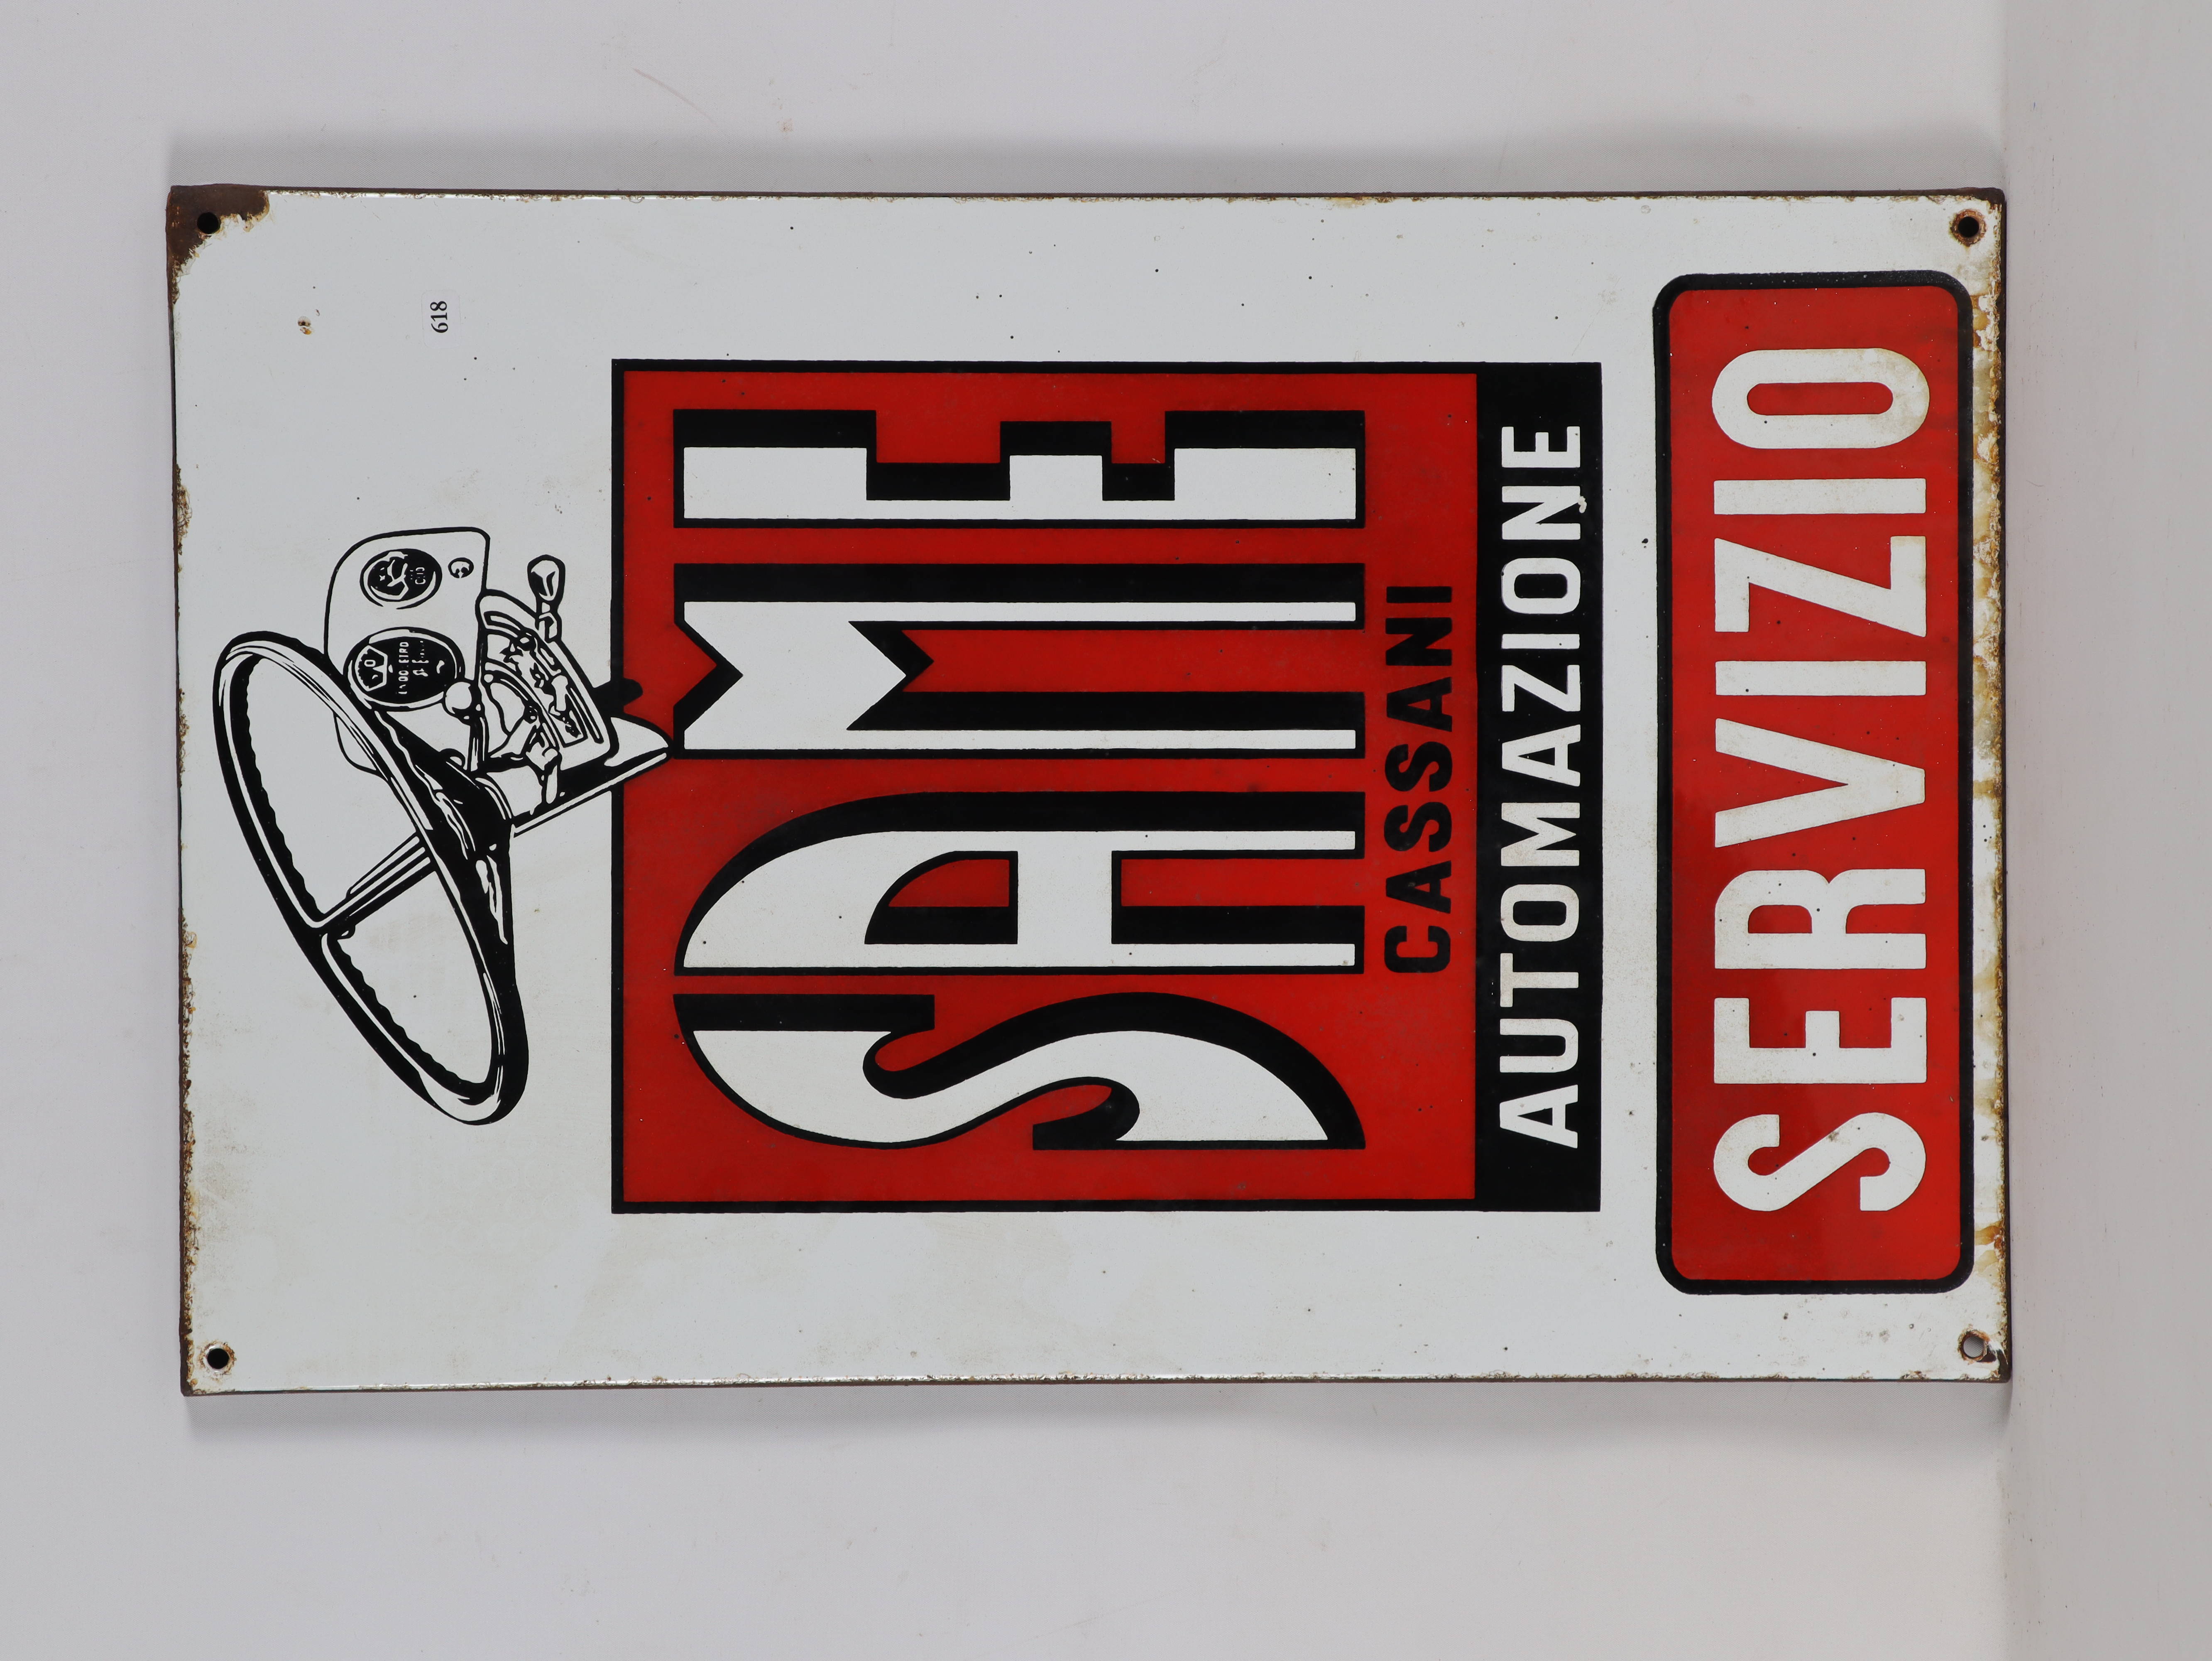 618
SAME
CASSANI
AUTOMAZIONE
SERVIZIO